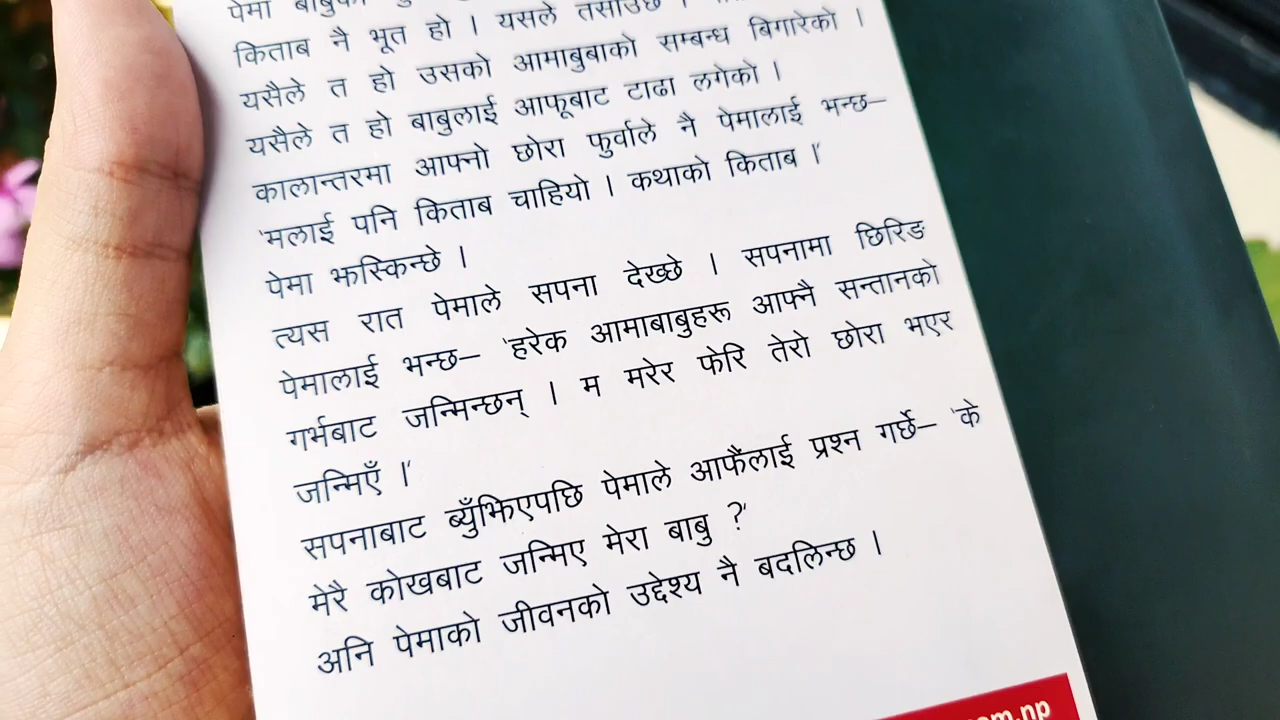 पेमा बाबुको
किताब नै भूत हो । यसले तर्साउँछ ।
यसैले त हो उसको आमाबुबाको सम्बन्ध बिगारेको ।
यसैले त हो बाबुलाई आफूबाट टाढा लगेको ।
कालान्तरमा आफ्नो छोरा फुर्वाले नै पेमालाई भन्छ–
'मलाई पनि किताब चाहियो । कथाको किताब ।'
पेमा झस्किन्छे ।
त्यस रात पेमाले सपना देख्छे । सपनामा छिरिङ
पेमालाई भन्छ– 'हरेक आमाबाबुहरू आफ्नै सन्तानको
गर्भबाट जन्मिन्छन् । म मरेर फेरि तेरो छोरा भएर
जन्मिएँ ।'
सपनाबाट ब्युँझिएपछि पेमाले आफैंलाई प्रश्न गर्छे– 'के
मेरै कोखबाट जन्मिए मेरा बाबु ?'
अनि पेमाको जीवनको उद्देश्य नै बदलिन्छ ।
om.np